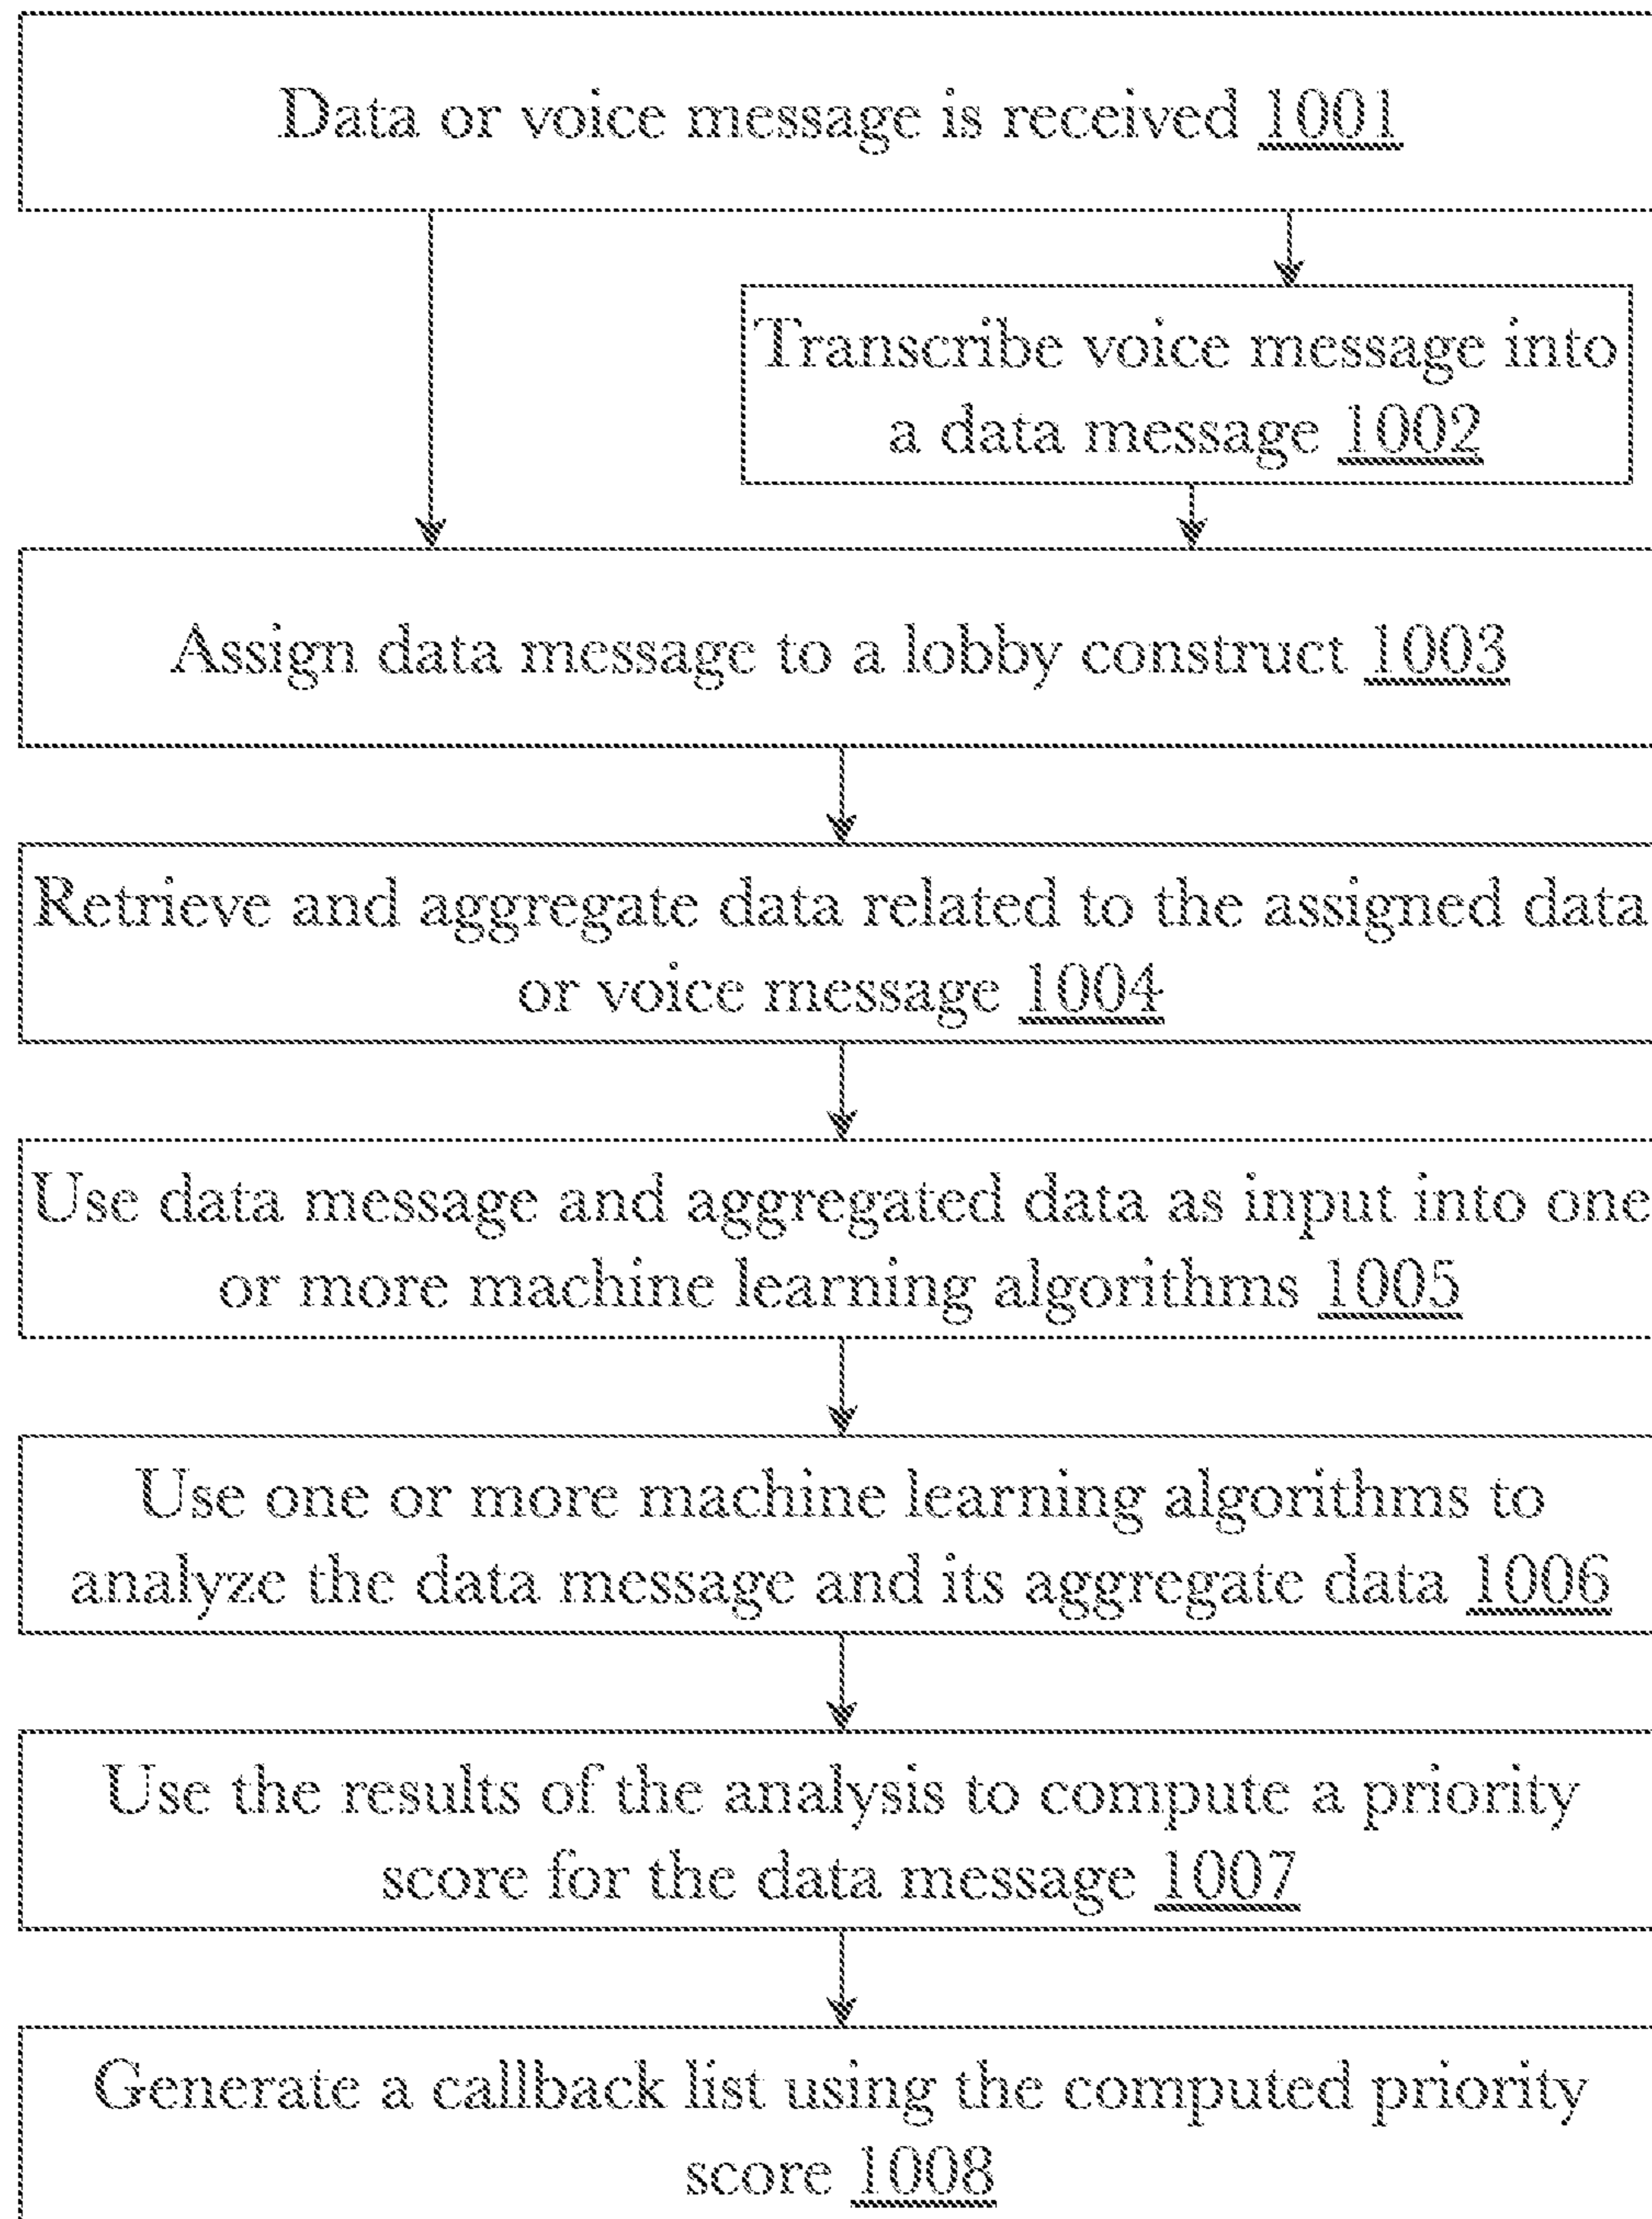 Data or voice message is received 1001
Transcribe voice message into
a data message 1002
Assign data message to a lobby construct 1003
Retrieve and aggregate data related to the assigned data
or voice message 1004
Use data message and aggregated data as input into one
or more machine learning algorithms 1005
Use one or more machine learning algorithms to
analyze the data message and its aggregate data 1006
Use the results of the analysis to compute a priority
score for the data message 1007
Generate a callback list using the computed priority
score 1008